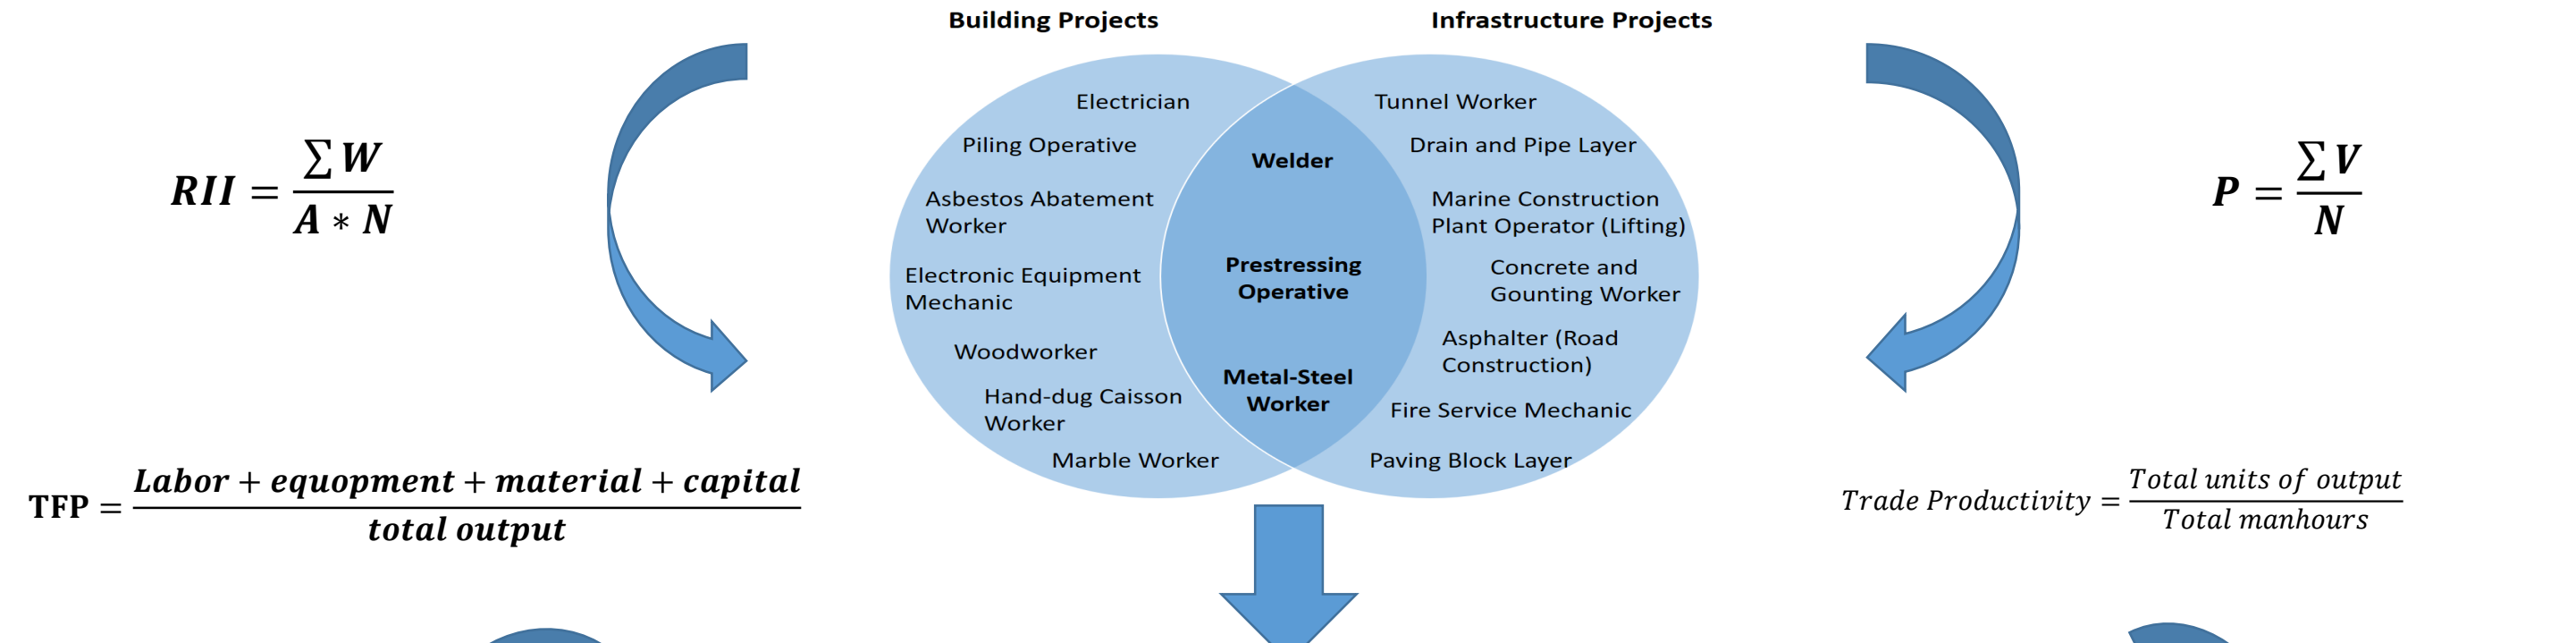 Building Projects
Infrastructure Projects
RII = ∑ W / A * N
Electrician
Piling Operative
Asbestos Abatement
Worker
Electronic Equipment
Mechanic
Woodworker
Hand-dug Caisson
Worker
Marble Worker
Welder
Prestressing
Operative
Metal-Steel
Worker
Tunnel Worker
Drain and Pipe Layer
Marine Construction
Plant Operator (Lifting)
Concrete and
Gounting Worker
Asphalter (Road
Construction)
Fire Service Mechanic
Paving Block Layer
P = ∑ V / N
TFP = Labor + equopment + material + capital / total output
Trade Productivity = Total units of output / Total manhours